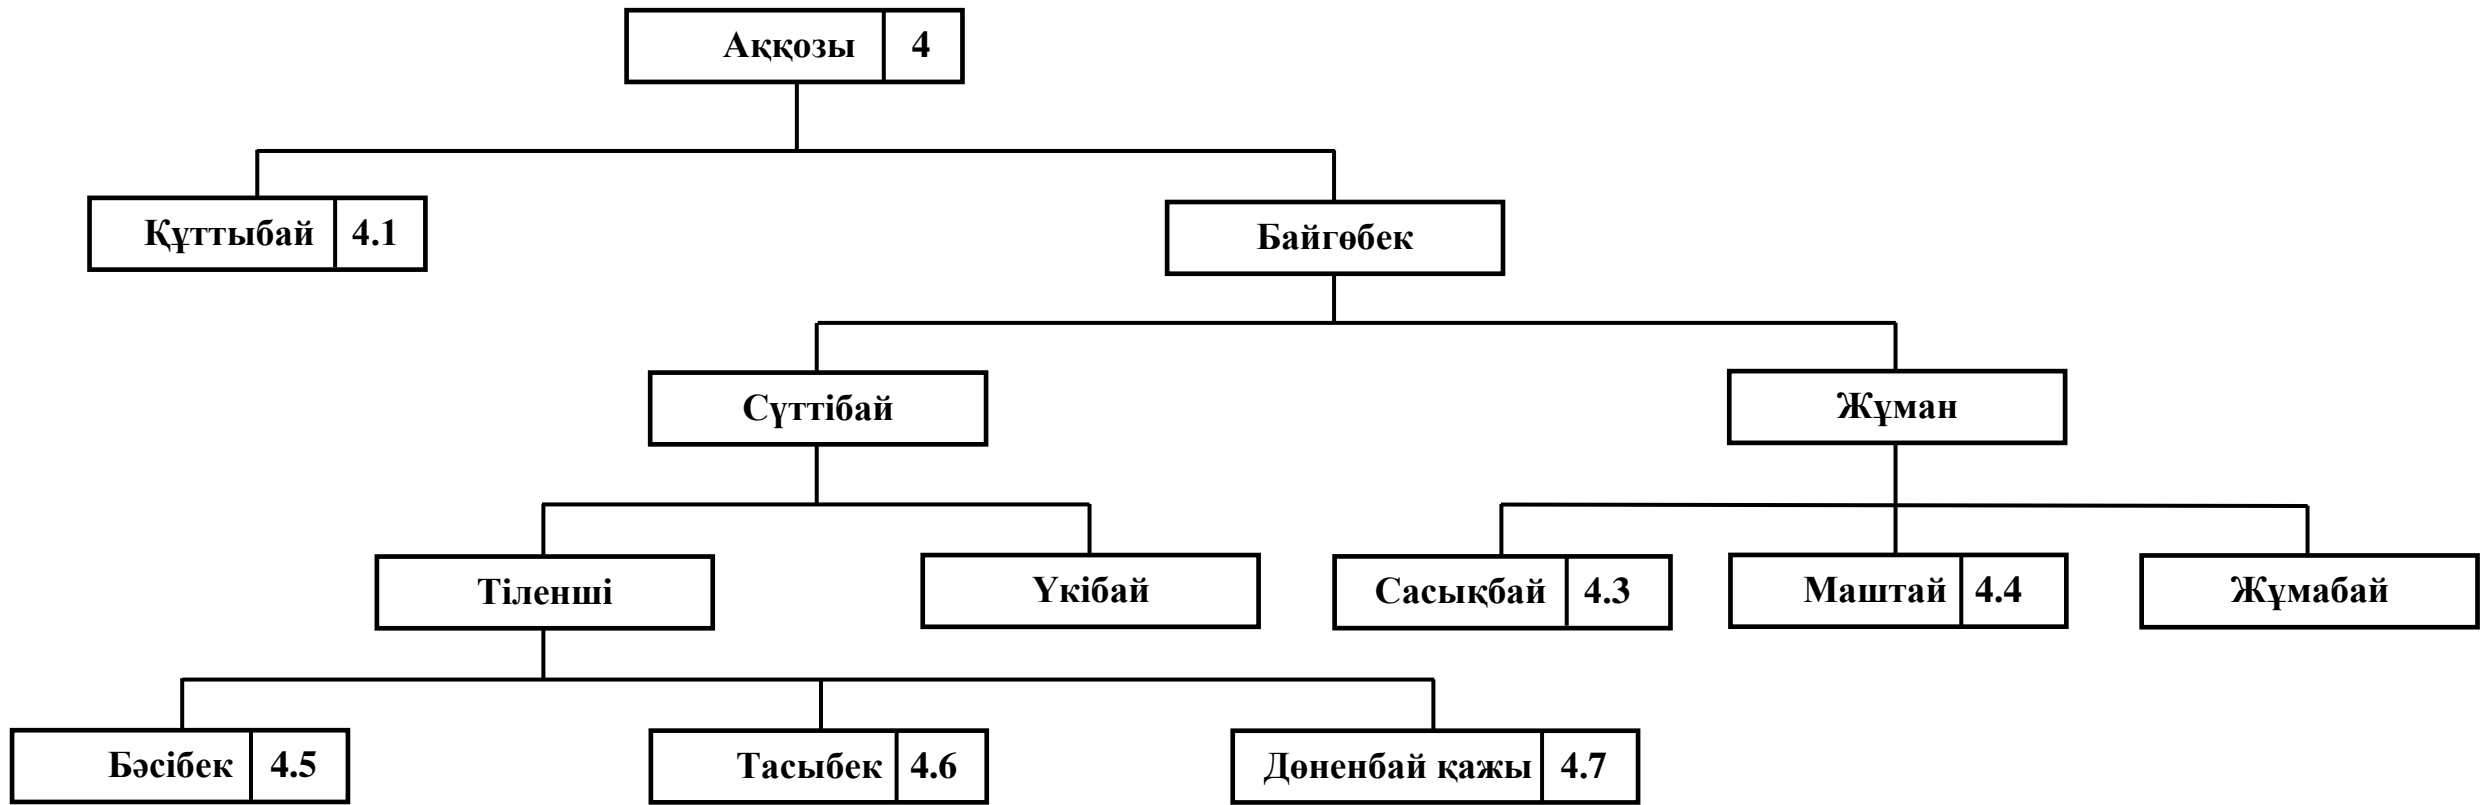 Аққозы 4
Құттыбай 4.1
Байгөбек
Сүттібай
Жұман
Тіленші
Үкібай
Сасықбай 4.3
Маштай 4.4
Жұмабай
Бәсібек 4.5
Тасыбек 4.6
Дөненбай қажы 4.7